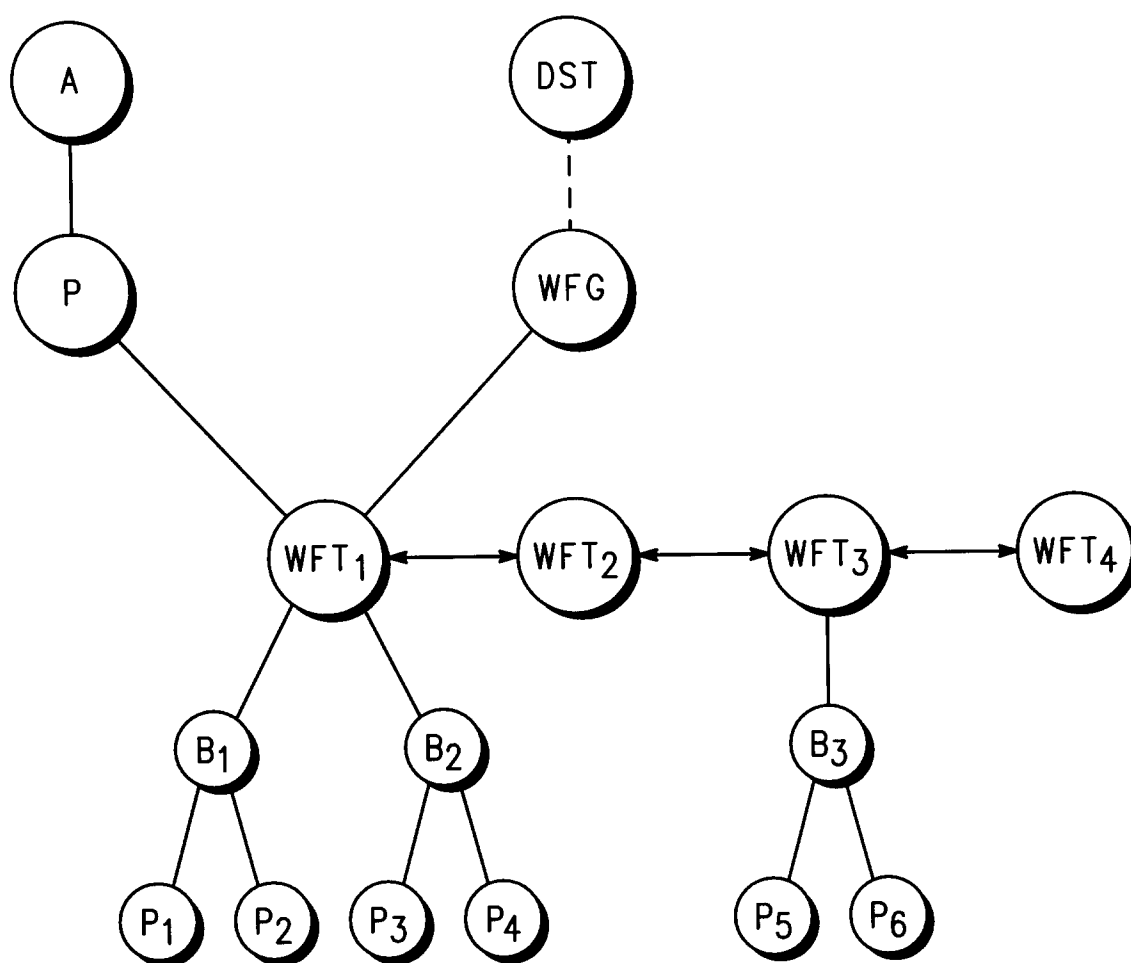 A DST
P WFG
WFT₁ WFT₂ WFT₃ WFT₄
B₁ B₂ B₃
P₁ P₂ P₃ P₄ P₅ P₆